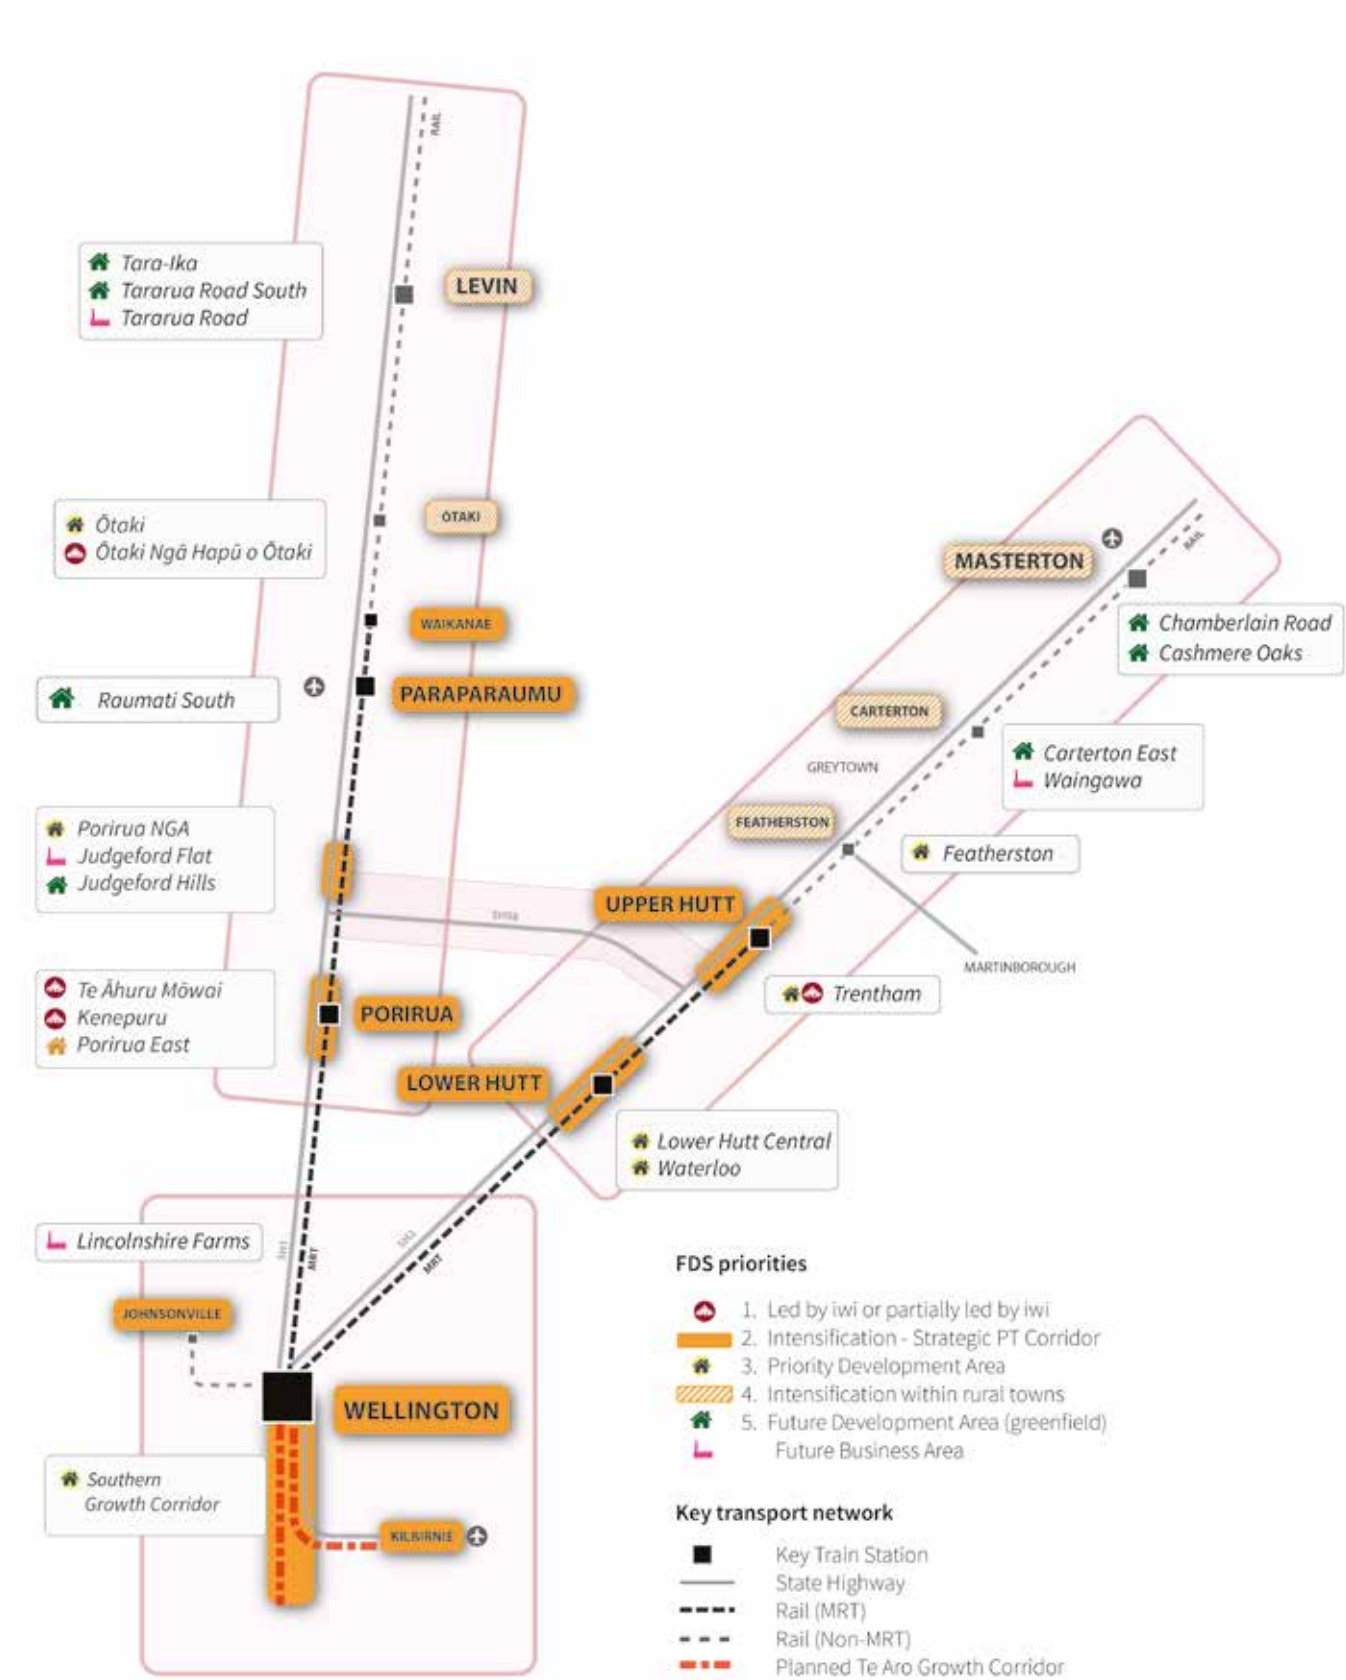 RAIL
Tara-Ika
Tararua Road South
Tararua Road
LEVIN
Ōtaki
Ōtaki Ngā Hapū o Ōtaki
ŌTAKI
WAIKANAE
Raumati South
PARAPARAUMU
MASTERTON
RAIL
Chamberlain Road
Cashmere Oaks
CARTERTON
GREYTOWN
Carterton East
Waingawa
FEATHERSTON
Featherston
Porirua NGA
Judgeford Flat
Judgeford Hills
UPPER HUTT
SH58
MARTINBOROUGH
Trentham
Te Āhuru Mōwai
Kenepuru
Porirua East
PORIRUA
LOWER HUTT
Lower Hutt Central
Waterloo
Lincolnshire Farms
SH1
MRT
SH2
MRT
JOHNSONVILLE
WELLINGTON
Southern
Growth Corridor
KILBIRNIE
FDS priorities
1. Led by iwi or partially led by iwi
2. Intensification - Strategic PT Corridor
3. Priority Development Area
4. Intensification within rural towns
5. Future Development Area (greenfield)
Future Business Area
Key transport network
Key Train Station
State Highway
Rail (MRT)
Rail (Non-MRT)
Planned Te Aro Growth Corridor